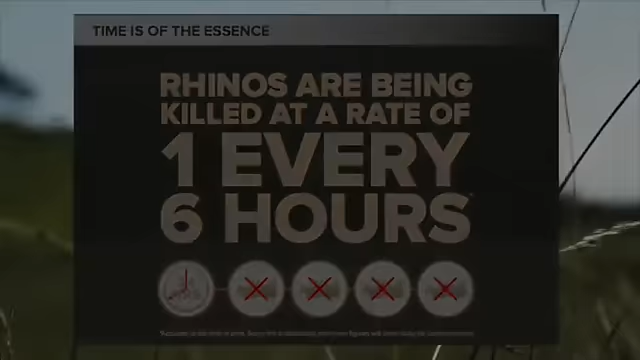 TIME IS OF THE ESSENCE
RHINOS ARE BEING
KILLED AT A RATE OF
1 EVERY
6 HOURS